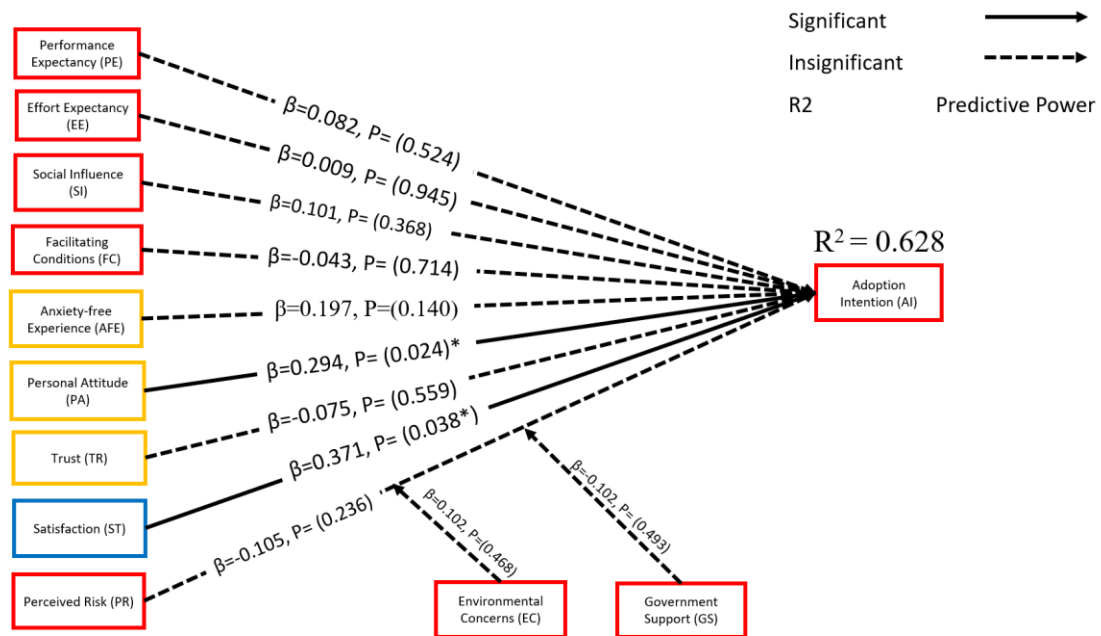 Significant
Insignificant
R2 Predictive Power
Performance
Expectancy (PE)
β=0.082, P= (0.524)
Effort Expectancy
(EE)
β=0.009, P= (0.945)
Social Influence
(SI)
β=0.101, P= (0.368)
Facilitating
Conditions (FC)
β=-0.043, P= (0.714)
Anxiety-free
Experience (AFE)
β=0.197, P=(0.140)
Personal Attitude
(PA)
β=0.294, P= (0.024)*
Trust (TR)
β=-0.075, P= (0.559)
Satisfaction (ST)
β=0.371, P= (0.038*)
Perceived Risk (PR)
β=-0.105, P= (0.236)
R² = 0.628
Adoption
Intention (AI)
β=0.102, P=(0.468)
β=-0.102, P= (0.493)
Environmental
Concerns (EC)
Government
Support (GS)